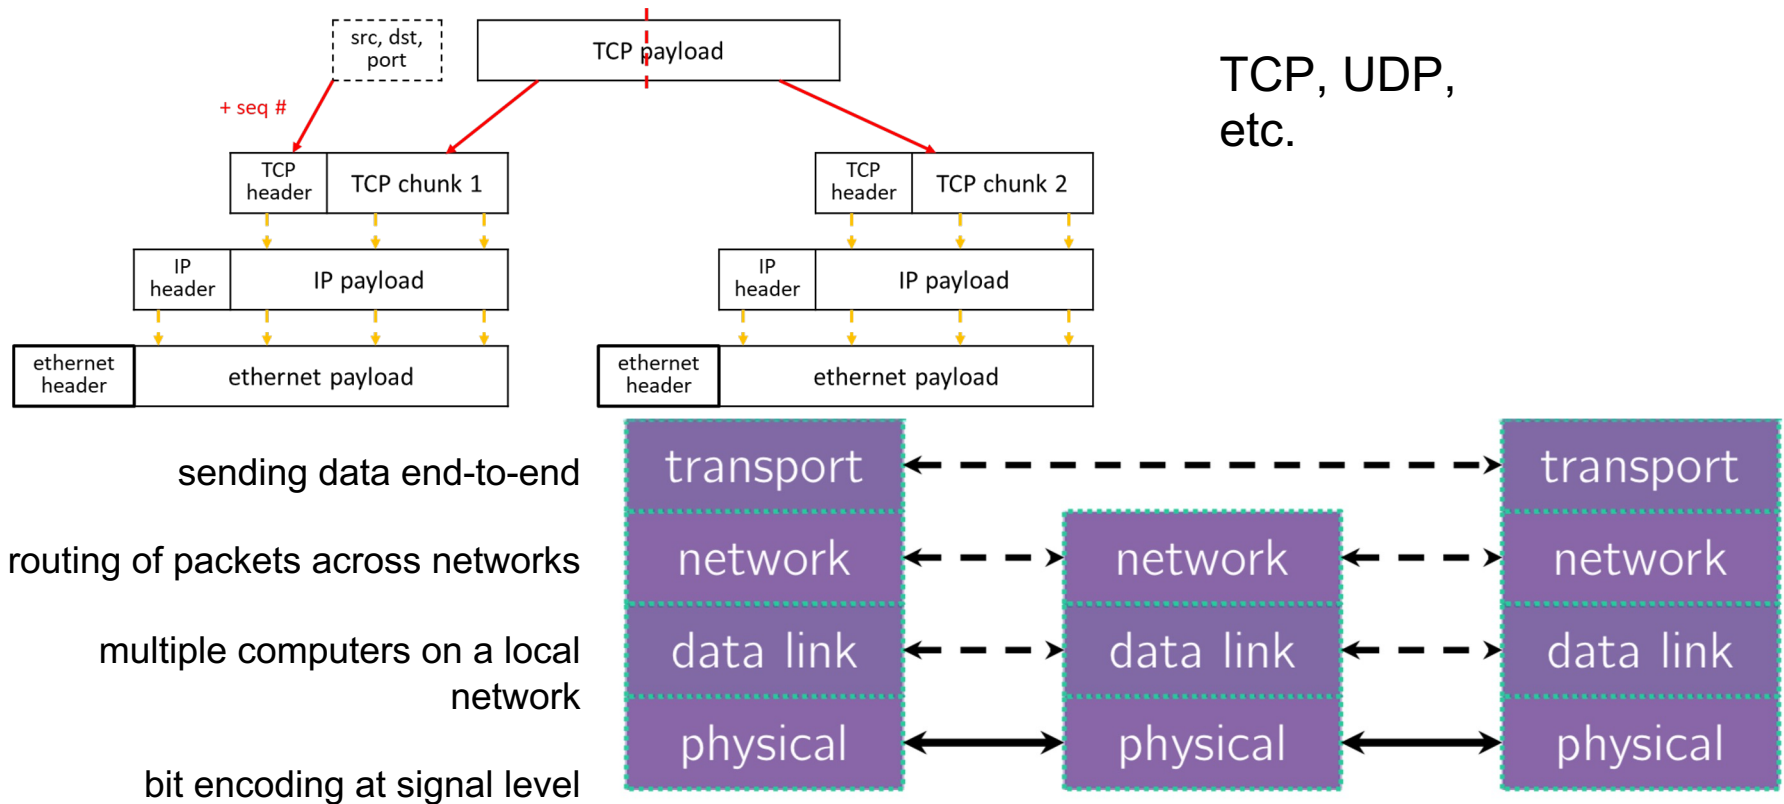 src, dst,
port
TCP payload
TCP, UDP,
etc.
+ seq #
TCP
header
TCP chunk 1
TCP
header
TCP chunk 2
IP
header
IP payload
IP
header
IP payload
ethernet
header
ethernet payload
ethernet
header
ethernet payload
sending data end-to-end
transport
transport
routing of packets across networks
network
network
network
multiple computers on a local
network
data link
data link
data link
bit encoding at signal level
physical
physical
physical